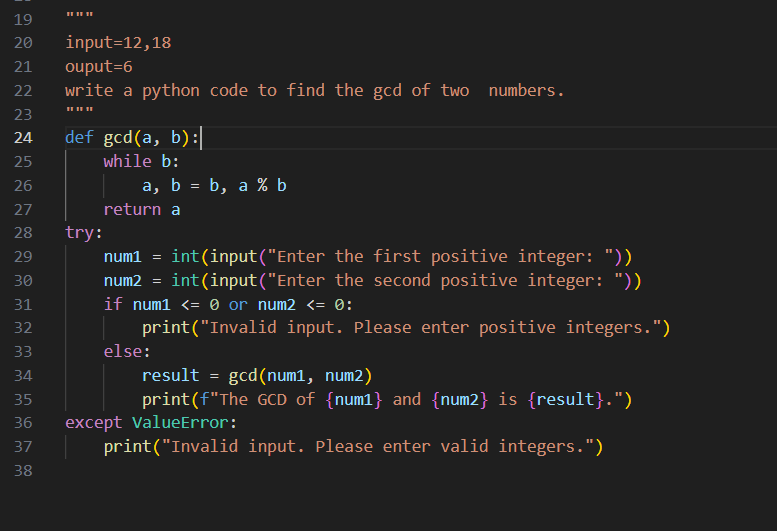 19 """
20 input=12,18
21 ouput=6
22 write a python code to find the gcd of two  numbers.
23 """
24 def gcd(a, b):
25     while b:
26         a, b = b, a % b
27     return a
28 try:
29     num1 = int(input("Enter the first positive integer: "))
30     num2 = int(input("Enter the second positive integer: "))
31     if num1 <= 0 or num2 <= 0:
32         print("Invalid input. Please enter positive integers.")
33     else:
34         result = gcd(num1, num2)
35         print(f"The GCD of {num1} and {num2} is {result}.")
36 except ValueError:
37     print("Invalid input. Please enter valid integers.")
38